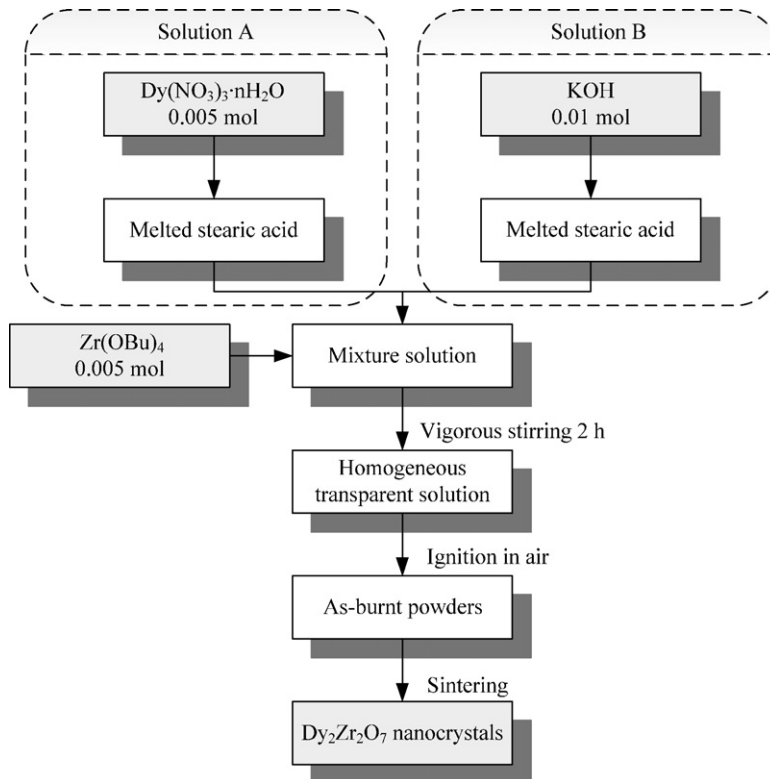 Solution A
Solution B
Dy(NO₃)₃·nH₂O
0.005 mol
KOH
0.01 mol
Melted stearic acid
Melted stearic acid
Zr(OBu)₄
0.005 mol
Mixture solution
Vigorous stirring 2 h
Homogeneous
transparent solution
Ignition in air
As-burnt powders
Sintering
Dy₂Zr₂O₇ nanocrystals